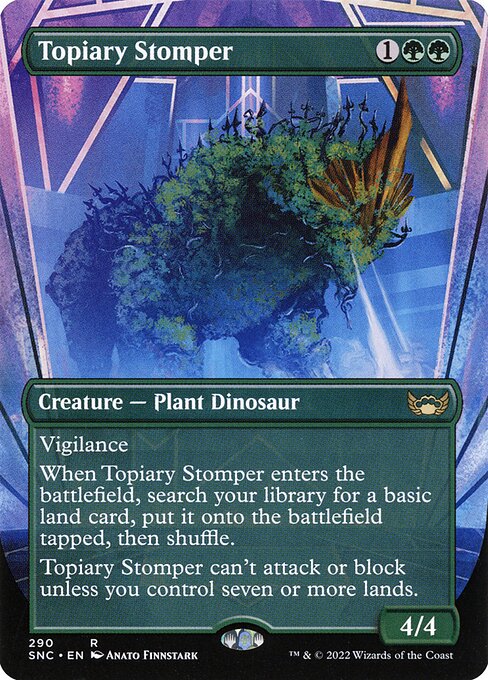 Topiary Stomper 1
Creature — Plant Dinosaur
Vigilance
When Topiary Stomper enters the
battlefield, search your library for a basic
land card, put it onto the battlefield
tapped, then shuffle.
Topiary Stomper can't attack or block
unless you control seven or more lands.
4/4
290 R
SNC • EN Anato Finnstark
™ & © 2022 Wizards of the Coast